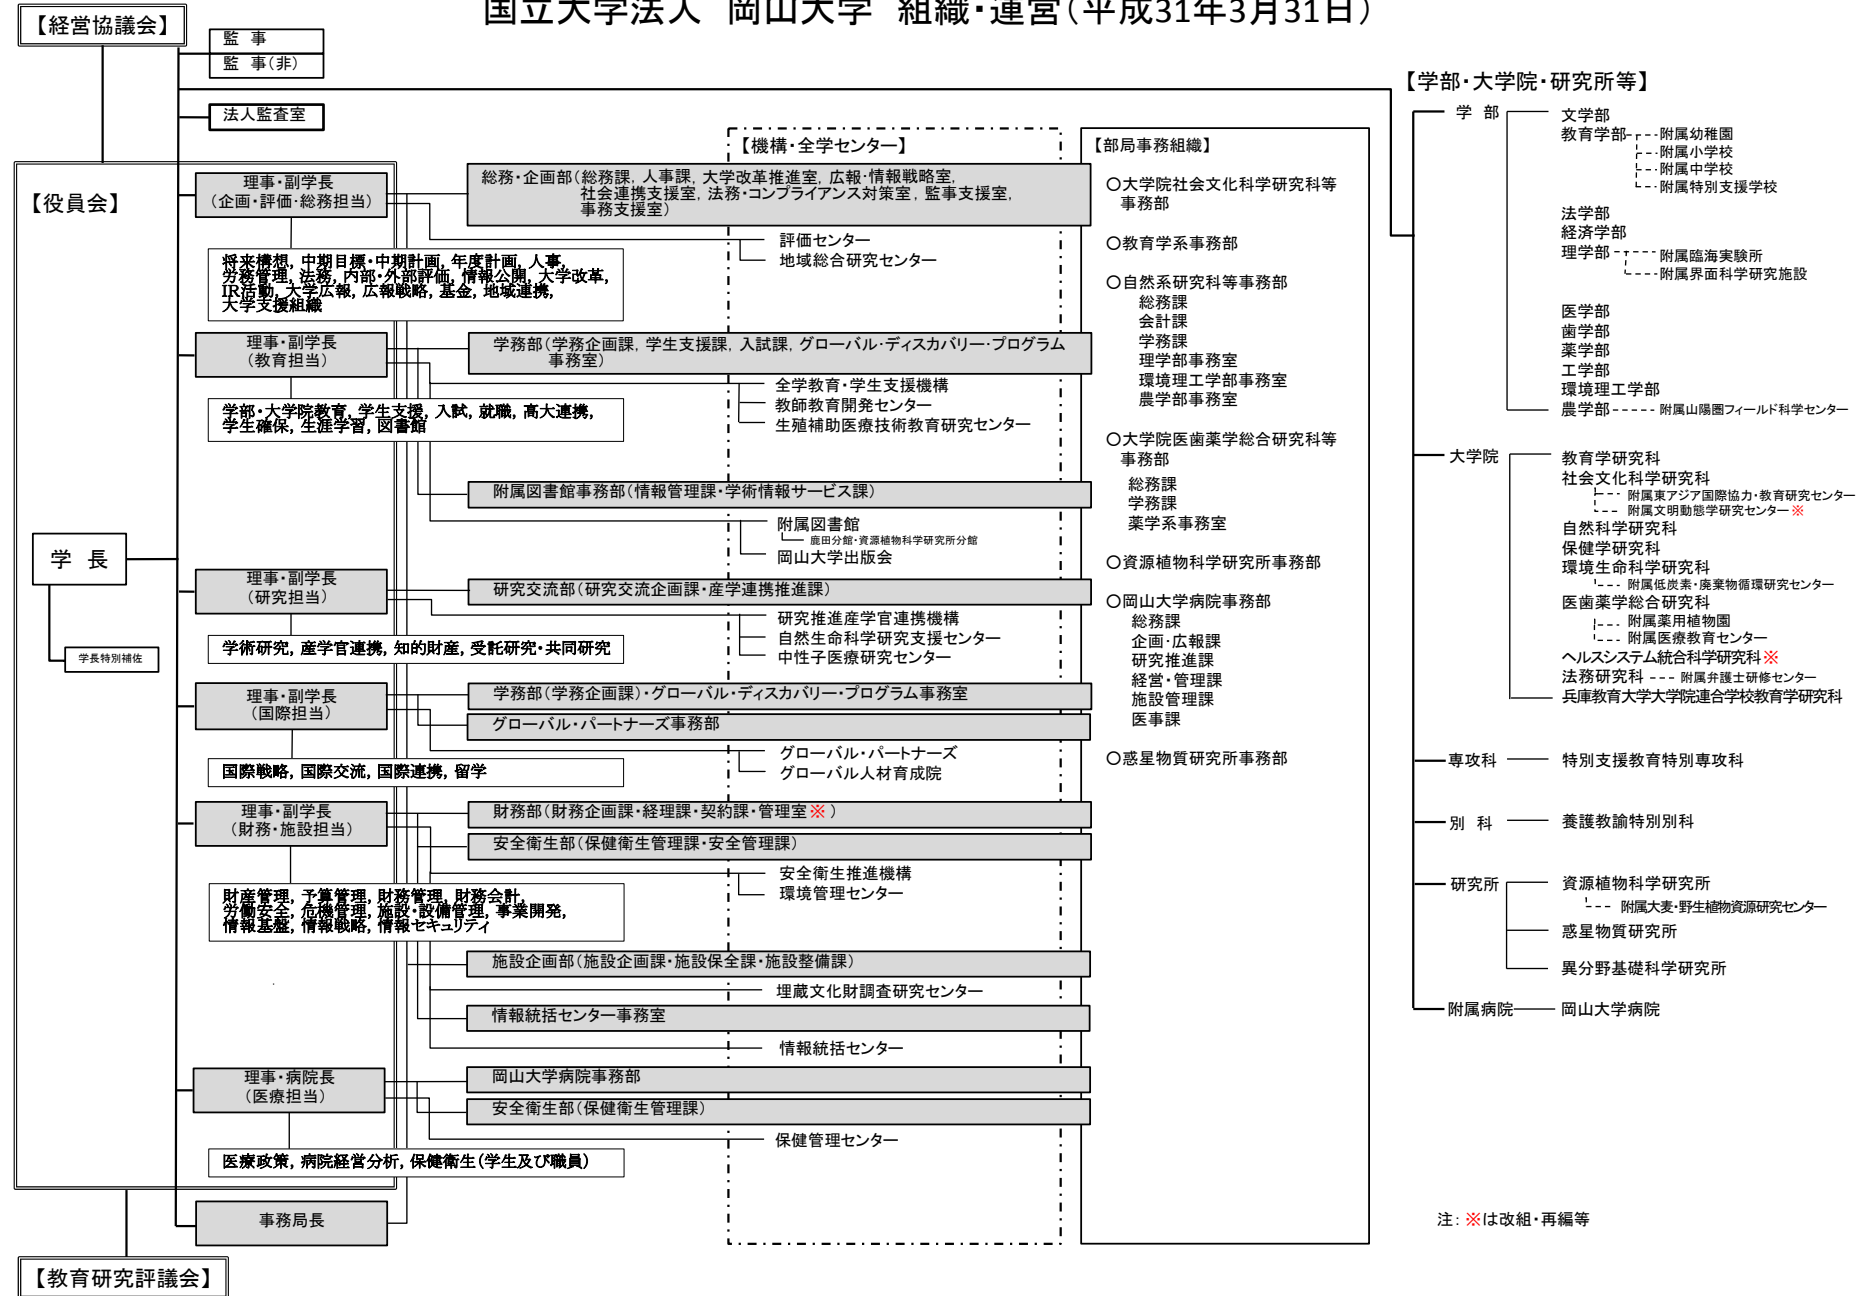 国立大学法人　岡山大学　組織・運営（平成31年3月31日）
【経営協議会】
監　事
監　事（非）
法人監査室
【役員会】
学　長
学長特別補佐
理事・副学長
（企画・評価・総務担当）
将来構想，中期目標・中期計画，年度計画，人事，
労務管理，法務，内部・外部評価，情報公開，大学改革，
IR活動，大学広報，広報戦略，基金，地域連携，
大学支援組織
理事・副学長
（教育担当）
学部・大学院教育，学生支援，入試，就職，高大連携，
学生確保，生涯学習，図書館
理事・副学長
（研究担当）
学術研究，産学官連携，知的財産，受託研究・共同研究
理事・副学長
（国際担当）
国際戦略，国際交流，国際連携，留学
理事・副学長
（財務・施設担当）
財産管理，予算管理，財務管理，財務会計，
労働安全，危機管理，施設・設備管理，事業開発，
情報基盤，情報戦略，情報セキュリティ
理事・病院長
（医療担当）
医療政策，病院経営分析，保健衛生（学生及び職員）
事務局長
【教育研究評議会】
【機構・全学センター】
総務・企画部（総務課，人事課，大学改革推進室，広報・情報戦略室，
社会連携支援室，法務・コンプライアンス対策室，監事支援室，
事務支援室）
評価センター
地域総合研究センター
学務部（学務企画課，学生支援課，入試課，グローバル・ディスカバリー・プログラム
事務室）
全学教育・学生支援機構
教師教育開発センター
生殖補助医療技術教育研究センター
附属図書館事務部（情報管理課・学術情報サービス課）
附属図書館
鹿田分館・資源植物科学研究所分館
岡山大学出版会
研究交流部（研究交流企画課・産学連携推進課）
研究推進産学官連携機構
自然生命科学研究支援センター
中性子医療研究センター
学務部（学務企画課）・グローバル・ディスカバリー・プログラム事務室
グローバル・パートナーズ事務部
グローバル・パートナーズ
グローバル人材育成院
財務部（財務企画課・経理課・契約課・管理室※）
安全衛生部（保健衛生管理課・安全管理課）
安全衛生推進機構
環境管理センター
施設企画部（施設企画課・施設保全課・施設整備課）
埋蔵文化財調査研究センター
情報統括センター事務室
情報統括センター
岡山大学病院事務部
安全衛生部（保健衛生管理課）
保健管理センター
【部局事務組織】
○大学院社会文化科学研究科等
事務部
○教育学系事務部
○自然系研究科等事務部
総務課
会計課
学務課
理学部事務室
環境理工学部事務室
農学部事務室
○大学院医歯薬学総合研究科等
事務部
総務課
学務課
薬学系事務室
○資源植物科学研究所事務部
○岡山大学病院事務部
総務課
企画・広報課
研究推進課
経営・管理課
施設管理課
医事課
○惑星物質研究所事務部
【学部・大学院・研究所等】
学　部
文学部
教育学部
附属幼稚園
附属小学校
附属中学校
附属特別支援学校
法学部
経済学部
理学部
附属臨海実験所
附属界面科学研究施設
医学部
歯学部
薬学部
工学部
環境理工学部
農学部
附属山陽圏フィールド科学センター
大学院
教育学研究科
社会文化科学研究科
附属東アジア国際協力・教育研究センター
附属文明動態学研究センター※
自然科学研究科
保健学研究科
環境生命科学研究科
附属低炭素・廃棄物循環研究センター
医歯薬学総合研究科
附属薬用植物園
附属医療教育センター
ヘルスシステム統合科学研究科※
法務研究科
附属弁護士研修センター
兵庫教育大学大学院連合学校教育学研究科
専攻科
特別支援教育特別専攻科
別　科
養護教諭特別別科
研究所
資源植物科学研究所
附属大麦・野生植物資源研究センター
惑星物質研究所
異分野基礎科学研究所
附属病院
岡山大学病院
注：※は改組・再編等